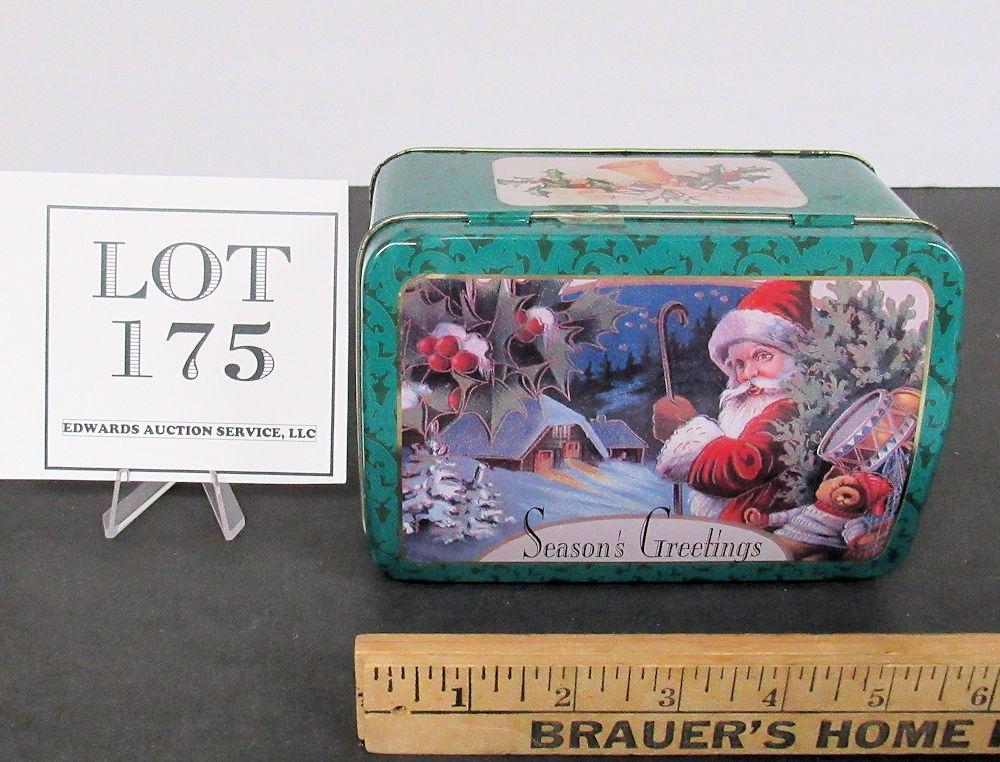 LOT
175
EDWARDS AUCTION SERVICE, LLC
Season's Greetings
1 2 3 4 5 6
BRAUER'S HOME